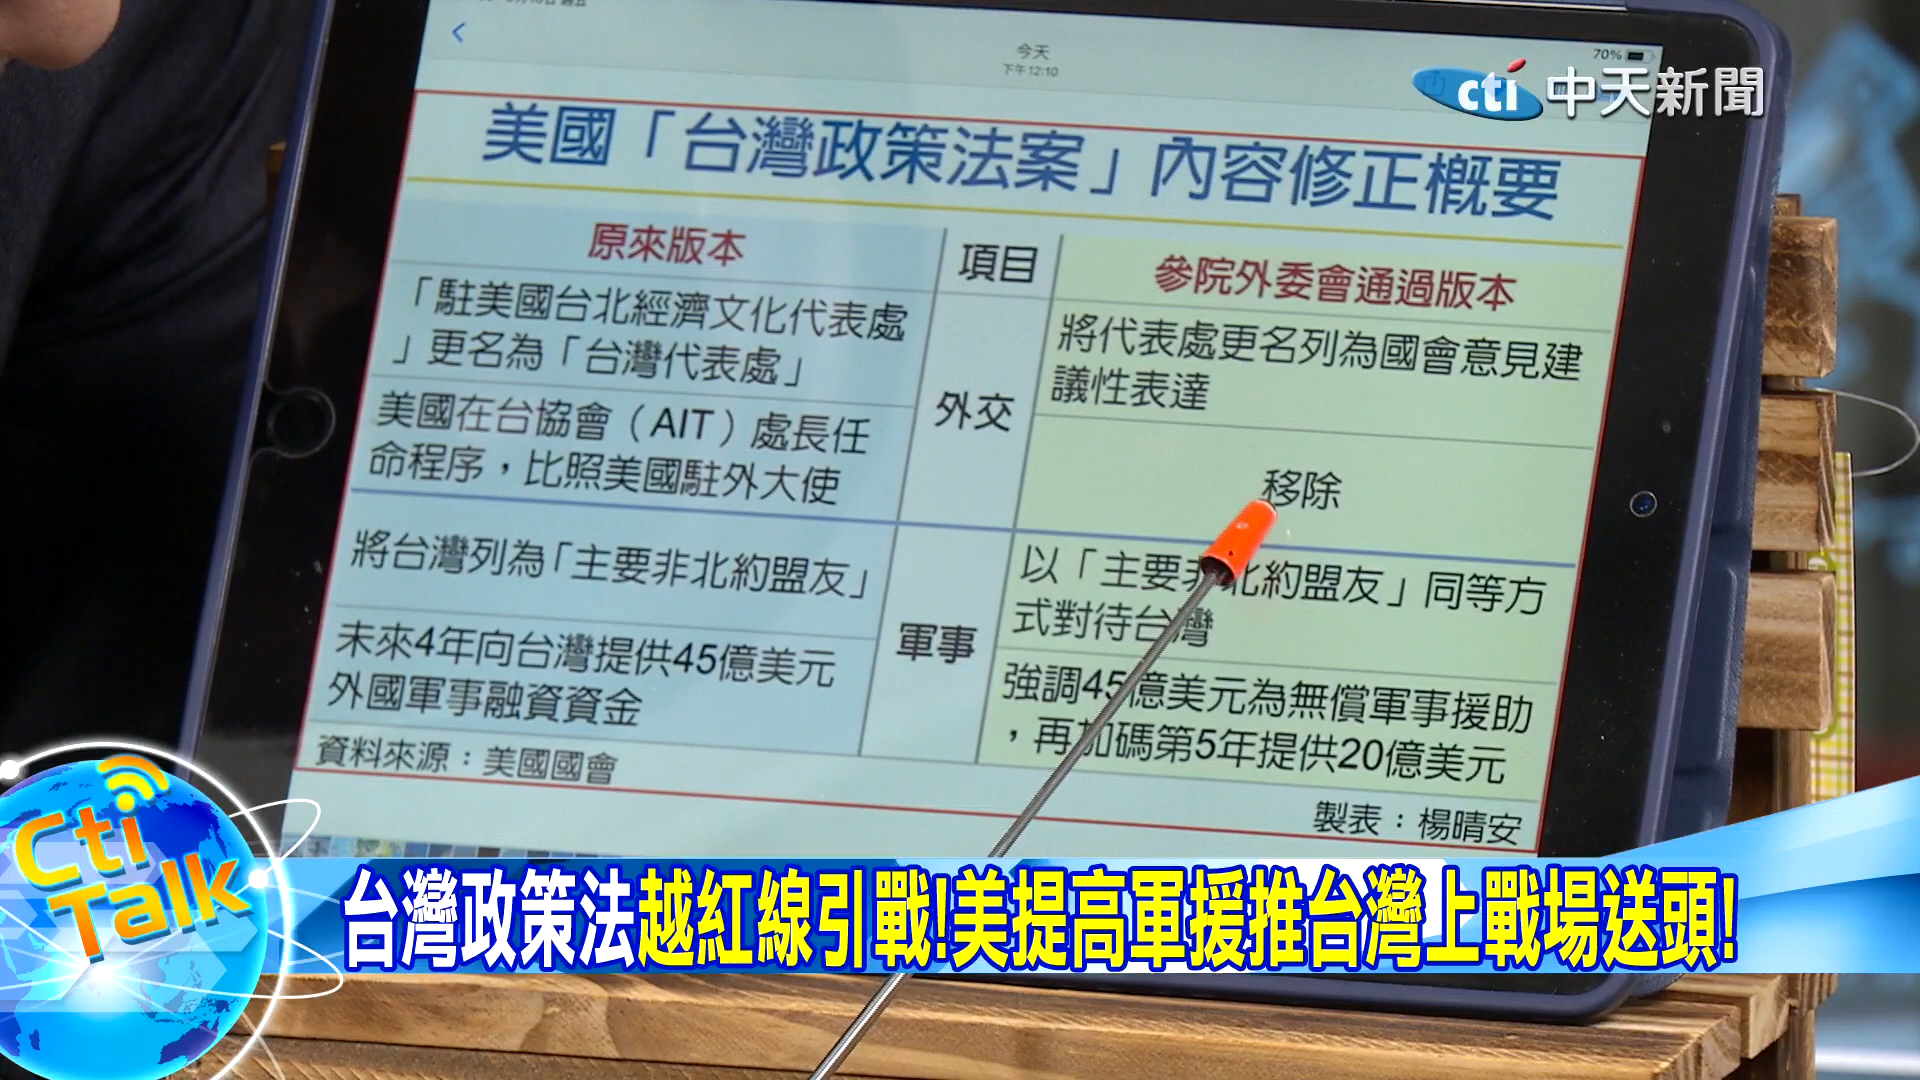 今天
下午12:10
70%
cti 中天新聞
美國「台灣政策法案」內容修正概要
原來版本
項目
參院外委會通過版本
「駐美國台北經濟文化代表處
」更名為「台灣代表處」
外交
將代表處更名列為國會意見建
議性表達
美國在台協會（AIT）處長任
命程序，比照美國駐外大使
移除
將台灣列為「主要非北約盟友」
軍事
以「主要非北約盟友」同等方
式對待台灣
未來4年向台灣提供45億美元
外國軍事融資資金
強調45億美元為無償軍事援助
，再加碼第5年提供20億美元
資料來源：美國國會
製表：楊晴安
Cti
Talk
台灣政策法越紅線引戰!美提高軍援推台灣上戰場送頭!